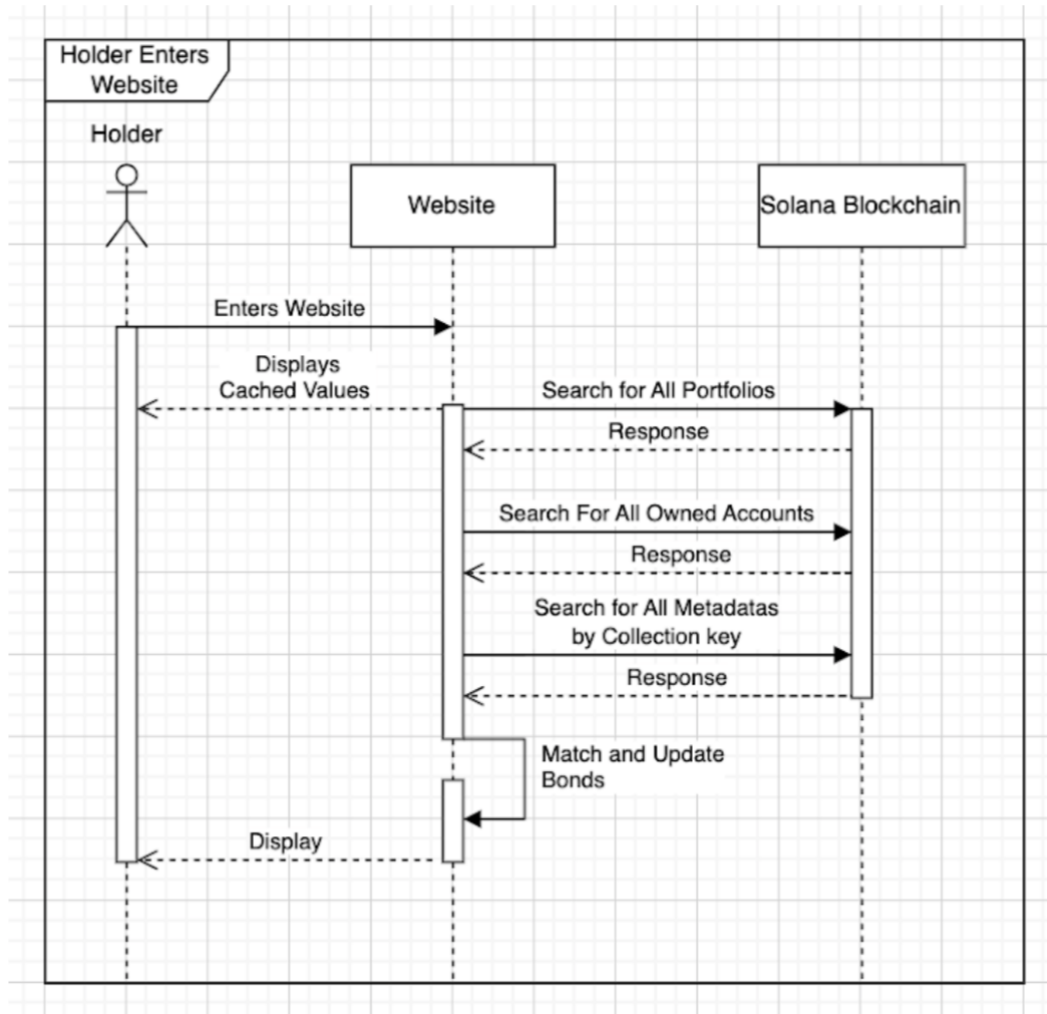 Holder Enters
Website
Holder
Website
Solana Blockchain
Enters Website
Displays
Cached Values
Search for All Portfolios
Response
Search For All Owned Accounts
Response
Search for All Metadatas
by Collection key
Response
Match and Update
Bonds
Display